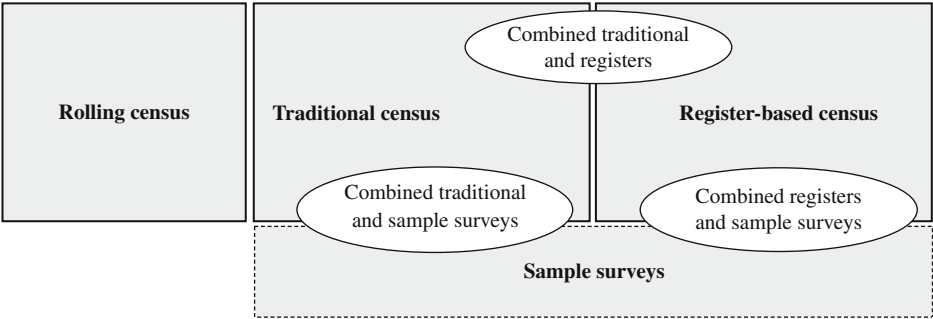 Combined traditional
and registers
Rolling census
Traditional census
Register-based census
Combined traditional
and sample surveys
Combined registers
and sample surveys
Sample surveys